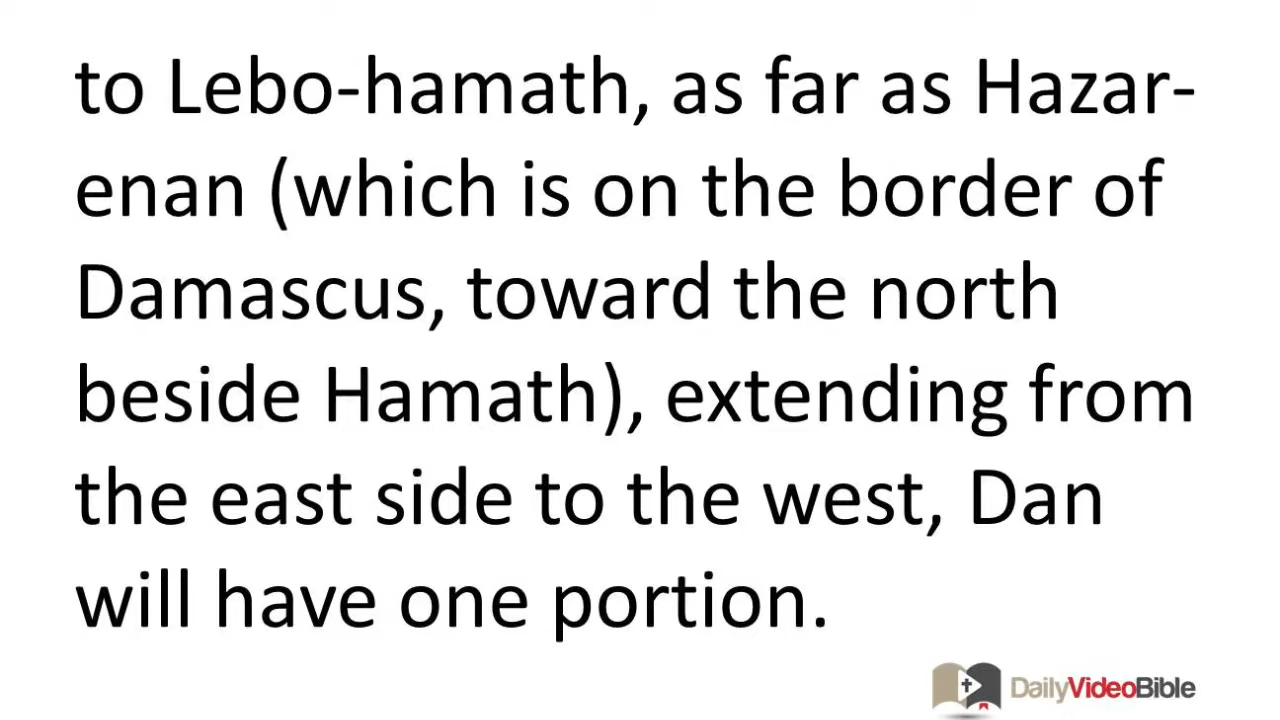 to Lebo-hamath, as far as Hazar-
enan (which is on the border of
Damascus, toward the north
beside Hamath), extending from
the east side to the west, Dan
will have one portion.
DailyVideoBible